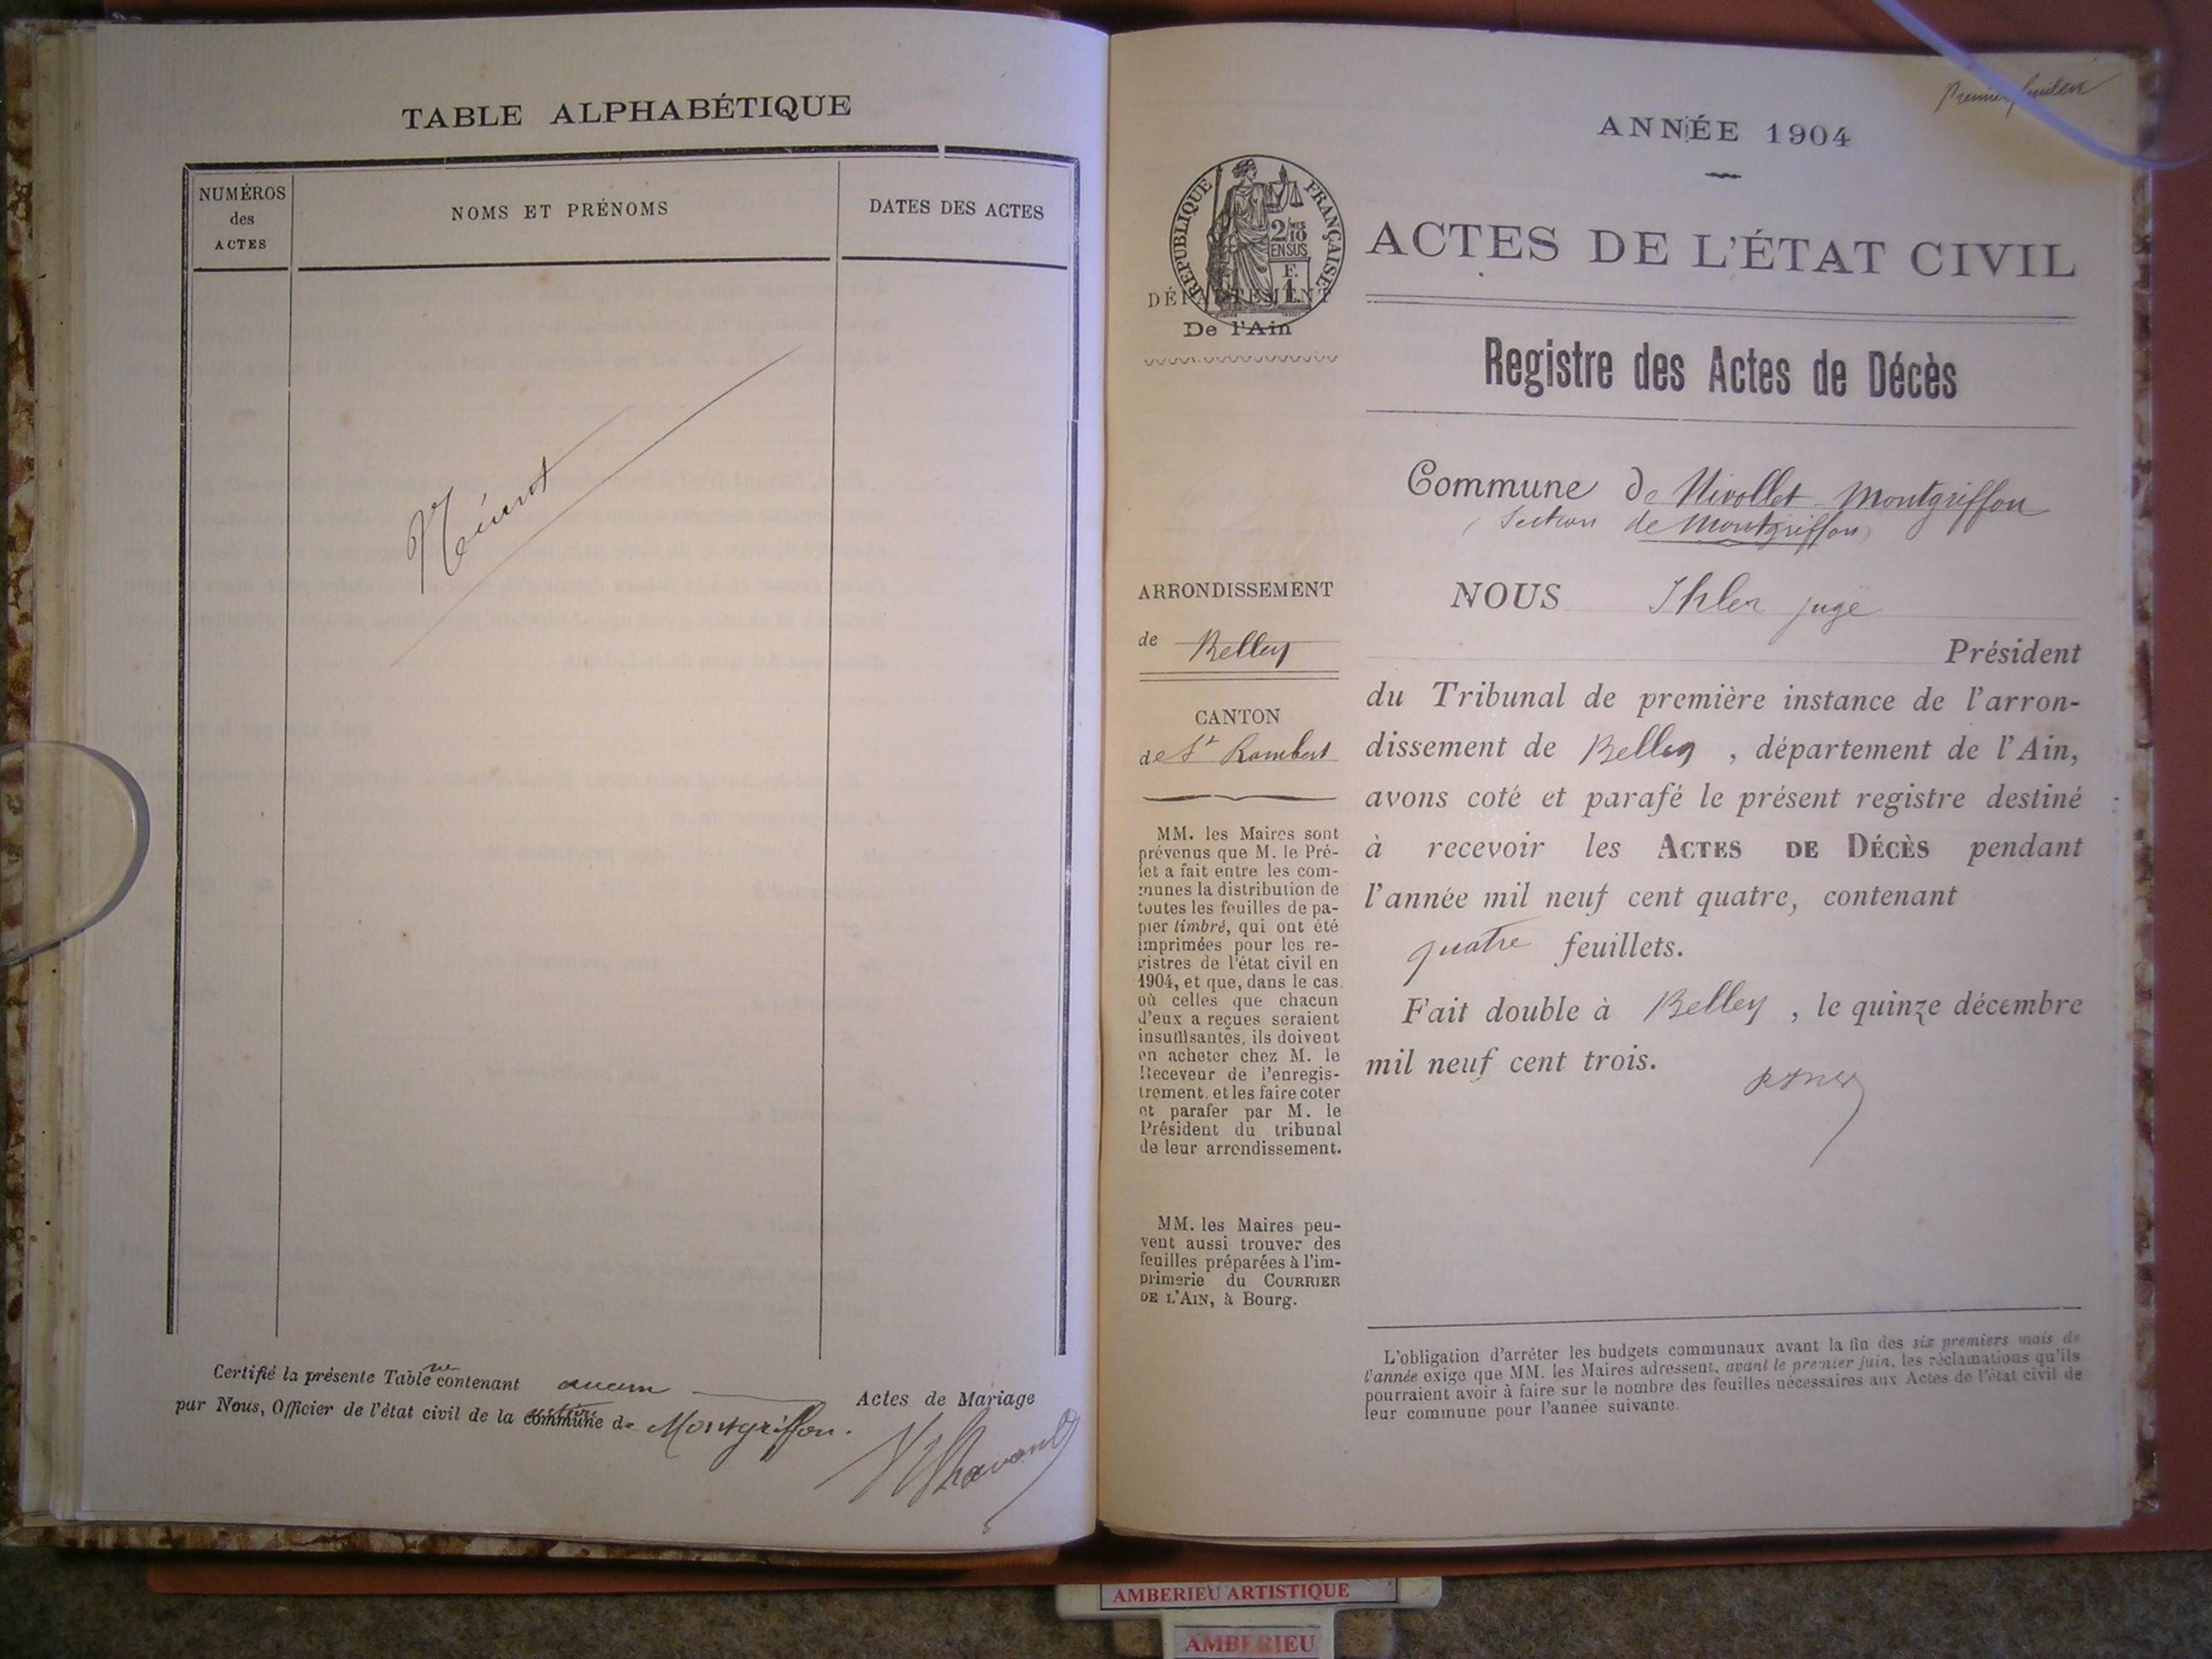 TABLE ALPHABÉTIQUE
NUMÉROS
des
ACTES
NOMS ET PRÉNOMS
DATES DES ACTES
Néant
Certifié la présente Table contenant aucun Actes de Mariage
par Nous, Officier de l'état civil de la commune de Montgriffon.
Premier feuillet
ANNÉE 1904
RÉPUBLIQUE FRANÇAISE
2/10
MES
EN SUS
F.
1
DÉPARTEMENT
De l'Ain
ACTES DE L'ÉTAT CIVIL
Registre des Actes de Décès
Commune de Nivollet-Montgriffon
(Section de Montgriffon)
ARRONDISSEMENT
de Belley
CANTON
de St Rambert
MM. les Maires sont
prévenus que M. le Pré-
fet a fait entre les com-
munes la distribution de
toutes les feuilles de pa-
pier timbré, qui ont été
imprimées pour les re-
gistres de l'état civil en
1904, et que, dans le cas
où celles que chacun
d'eux a reçues seraient
insuffisantes, ils doivent
en acheter chez M. le
Receveur de l'enregis-
trement, et les faire coter
et parafer par M. le
Président du tribunal
de leur arrondissement.
MM. les Maires peu-
vent aussi trouver des
feuilles préparées à l'im-
primerie du COURRIER
DE L'AIN, à Bourg.
NOUS Ihler juge
Président
du Tribunal de première instance de l'arron-
dissement de Belley, département de l'Ain,
avons coté et parafé le présent registre destiné
à recevoir les ACTES DE DÉCÈS pendant
l'année mil neuf cent quatre, contenant
quatre feuillets.
Fait double à Belley, le quinze décembre
mil neuf cent trois.
L'obligation d'arrêter les budgets communaux avant la fin des six premiers mois de
l'année exige que MM. les Maires adressent, avant le premier juin, les réclamations qu'ils
pourraient avoir à faire sur le nombre des feuilles nécessaires aux Actes de l'état civil de
leur commune pour l'année suivante.
AMBERIEU ARTISTIQUE
AMBERIEU